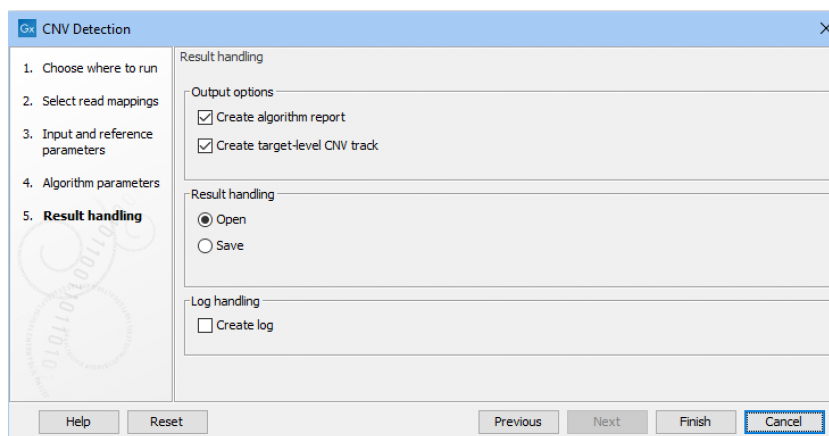 Gx CNV Detection
1. Choose where to run
2. Select read mappings
3. Input and reference
parameters
4. Algorithm parameters
5. Result handling
Result handling
Output options
Create algorithm report
Create target-level CNV track
Result handling
Open
Save
Log handling
Create log
Help
Reset
Previous
Next
Finish
Cancel